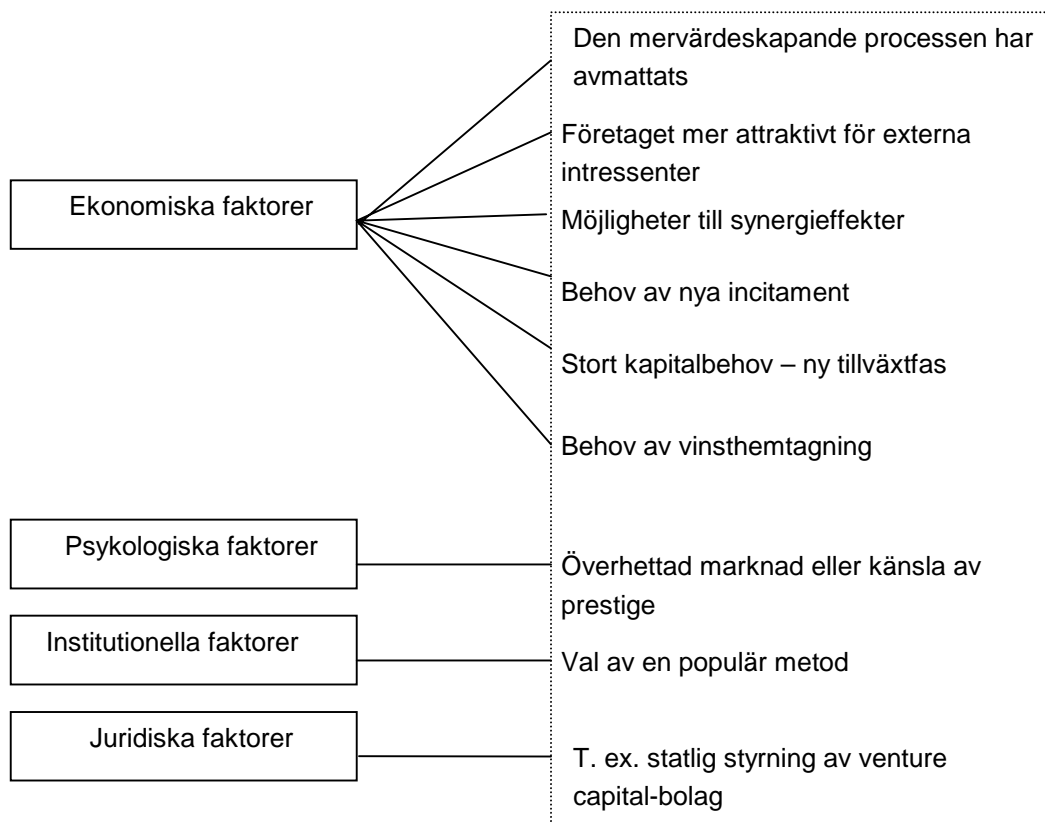 Den mervärdeskapande processen har
avmattats
Företaget mer attraktivt för externa
intressenter
Ekonomiska faktorer
Möjligheter till synergieffekter
Behov av nya incitament
Stort kapitalbehov – ny tillväxtfas
Behov av vinsthemtagning
Psykologiska faktorer
Överhettad marknad eller känsla av
prestige
Institutionella faktorer
Val av en populär metod
Juridiska faktorer
T. ex. statlig styrning av venture
capital-bolag